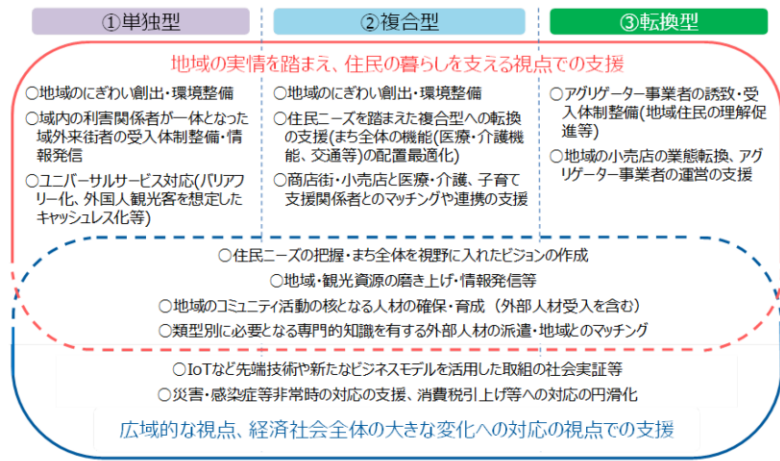 ①単独型
②複合型
③転換型
地域の実情を踏まえ、住民の暮らしを支える視点での支援
○地域のにぎわい創出・環境整備
○域内の利害関係者が一体となった
域外来街者の受入体制整備・情
報発信
○ユニバーサルサービス対応(バリアフ
リー化、外国人観光客を想定した
キャッシュレス化等)
○地域のにぎわい創出・環境整備
○住民ニーズを踏まえた複合型への転換
の支援(まち全体の機能(医療・介護機
能、交通等)の配置最適化)
○商店街・小売店と医療・介護、子育て
支援関係者とのマッチングや連携の支援
○アグリゲーター事業者の誘致・受
入体制整備(地域住民の理解促
進等)
○地域の小売店の業態転換、アグ
リゲーター事業者の運営の支援
○住民ニーズの把握・まち全体を視野に入れたビジョンの作成
○地域・観光資源の磨き上げ・情報発信等
○地域のコミュニティ活動の核となる人材の確保・育成（外部人材受入を含む）
○類型別に必要となる専門的知識を有する外部人材の派遣・地域とのマッチング
○IoTなど先端技術や新たなビジネスモデルを活用した取組の社会実証等
○災害・感染症等非常時の対応の支援、消費税引上げ等への対応の円滑化
広域的な視点、経済社会全体の大きな変化への対応の視点での支援